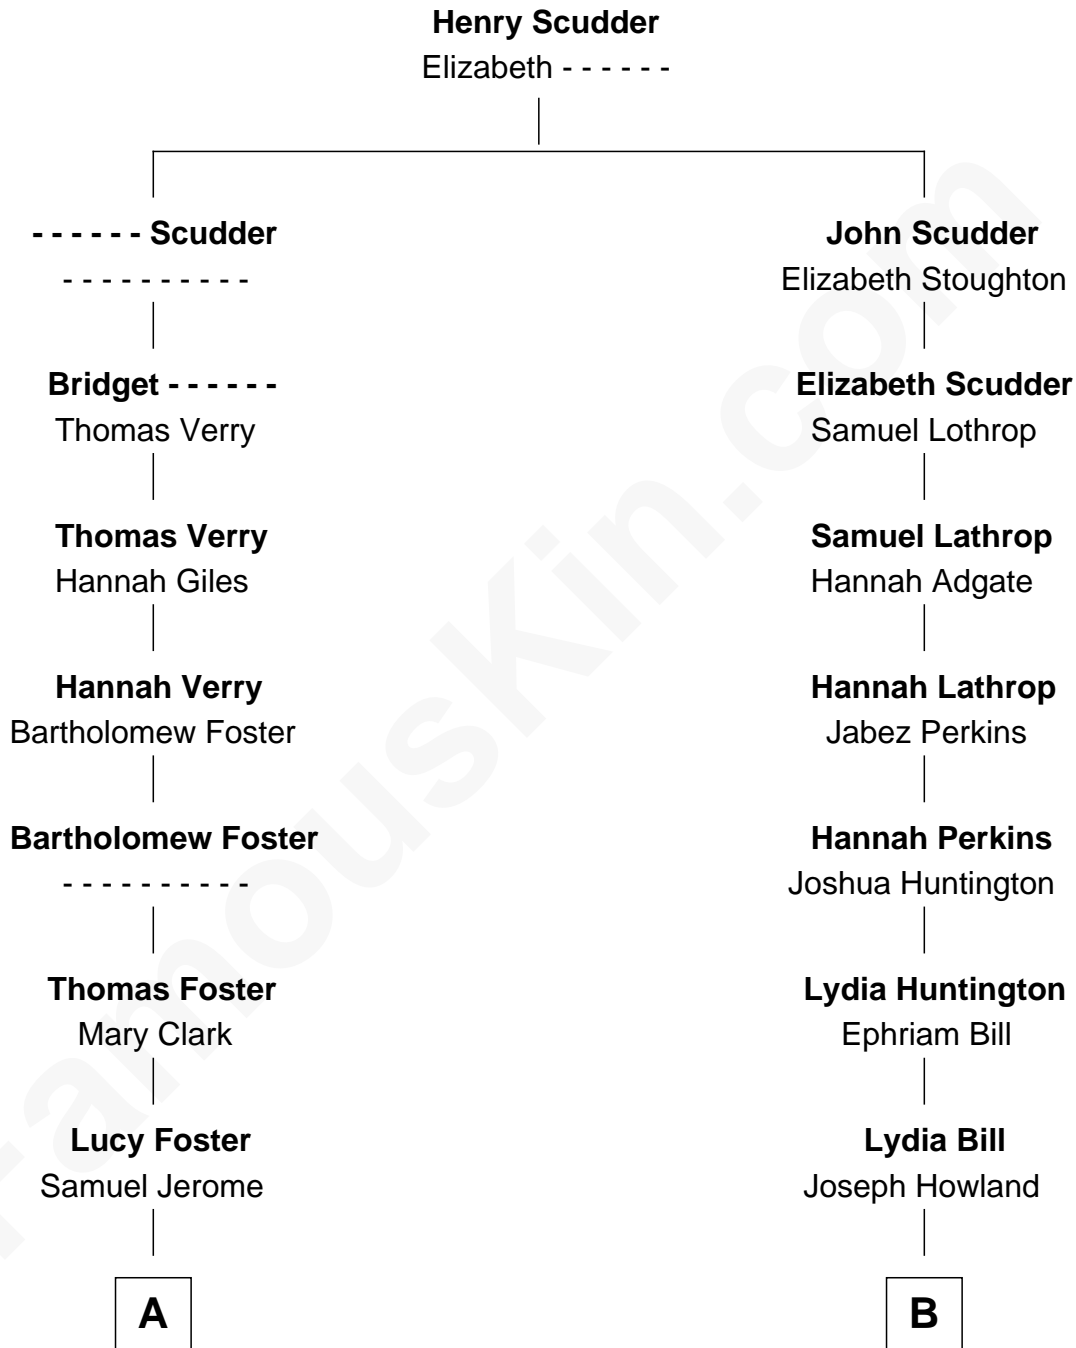 Henry Scudder
Elizabeth - - - - - -
- - - - - - Scudder
- - - - - - - - - -
John Scudder
Elizabeth Stoughton
Bridget - - - - - -
Thomas Verry
Elizabeth Scudder
Samuel Lothrop
Thomas Verry
Hannah Giles
Samuel Lathrop
Hannah Adgate
Hannah Verry
Bartholomew Foster
Hannah Lathrop
Jabez Perkins
Bartholomew Foster
- - - - - - - - - -
Hannah Perkins
Joshua Huntington
Thomas Foster
Mary Clark
Lydia Huntington
Ephriam Bill
Lucy Foster
Samuel Jerome
Lydia Bill
Joseph Howland
A
B
FamousKin.com